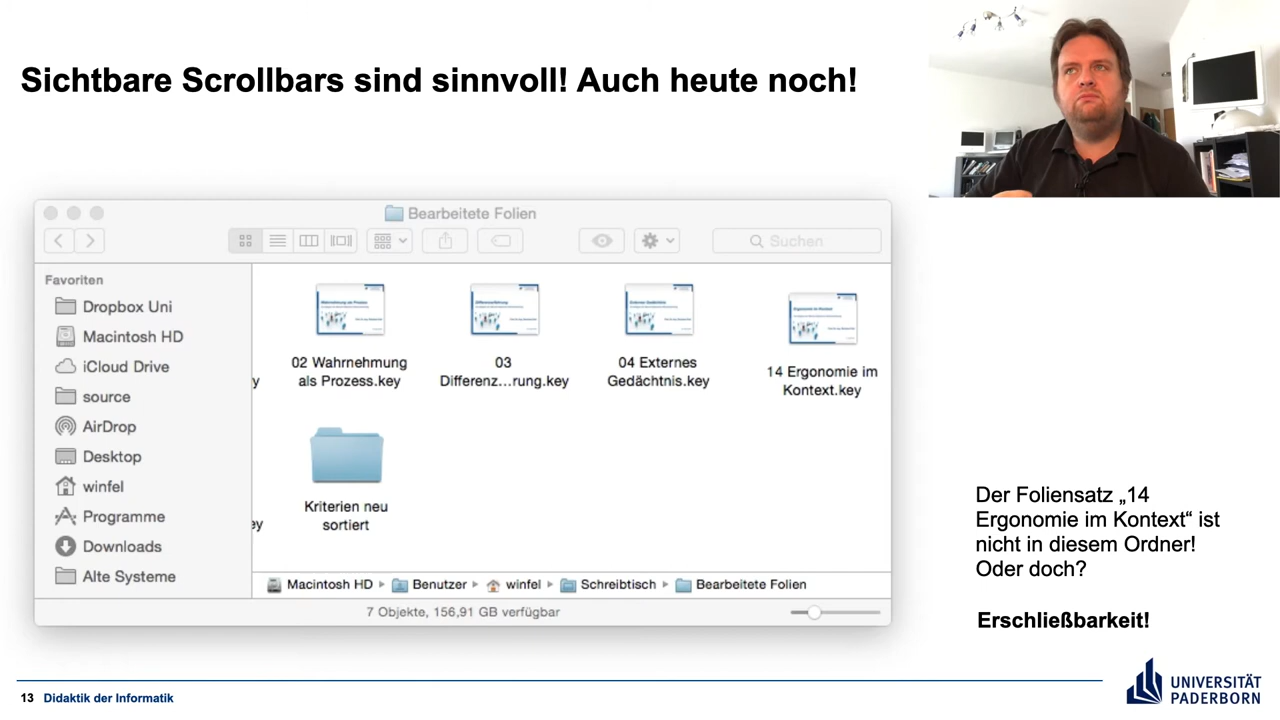 Sichtbare Scrollbars sind sinnvoll! Auch heute noch!
Bearbeitete Folien
Suchen
Favoriten
Dropbox Uni
Macintosh HD
iCloud Drive
source
AirDrop
Desktop
winfel
Programme
Downloads
Alte Systeme
y
02 Wahrnehmung
als Prozess.key
03
Differenz...rung.key
04 Externes
Gedächtnis.key
14 Ergonomie im
Kontext.key
ey
Kriterien neu
sortiert
Macintosh HD Benutzer winfel Schreibtisch Bearbeitete Folien
7 Objekte, 156,91 GB verfügbar
Der Foliensatz „14
Ergonomie im Kontext“ ist
nicht in diesem Ordner!
Oder doch?
Erschließbarkeit!
13 Didaktik der Informatik
UNIVERSITÄT
PADERBORN